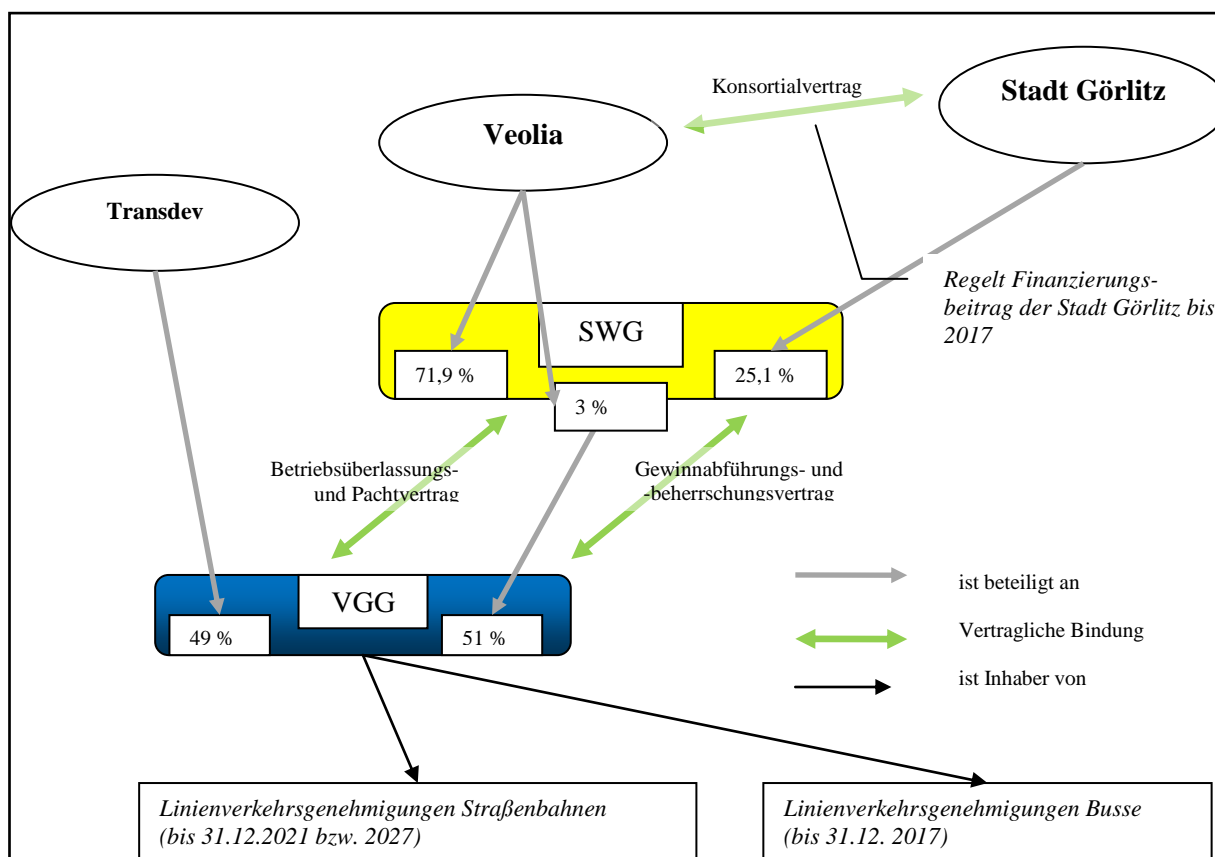 Konsortialvertrag
Stadt Görlitz
Veolia
Transdev
Regelt Finanzierungs-
beitrag der Stadt Görlitz bis
2017
SWG
71,9 %
25,1 %
3 %
Betriebsüberlassungs-
und Pachtvertrag
Gewinnabführungs- und
-beherrschungsvertrag
VGG
49 %
51 %
ist beteiligt an
Vertragliche Bindung
ist Inhaber von
Linienverkehrsgenehmigungen Straßenbahnen
(bis 31.12.2021 bzw. 2027)
Linienverkehrsgenehmigungen Busse
(bis 31.12. 2017)